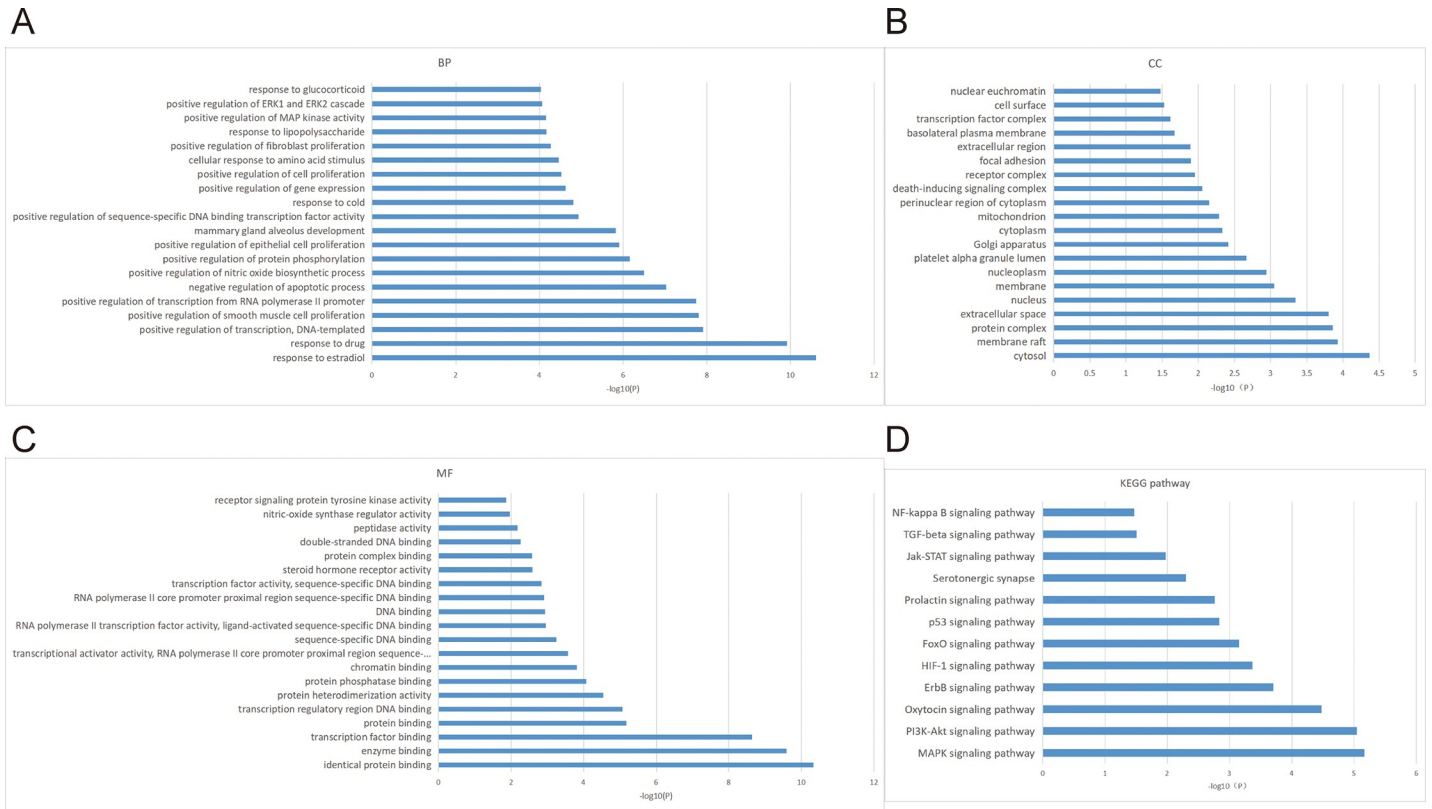 A
BP
response to glucocorticoid
positive regulation of ERK1 and ERK2 cascade
positive regulation of MAP kinase activity
response to lipopolysaccharide
positive regulation of fibroblast proliferation
cellular response to amino acid stimulus
positive regulation of cell proliferation
positive regulation of gene expression
response to cold
positive regulation of sequence-specific DNA binding transcription factor activity
mammary gland alveolus development
positive regulation of epithelial cell proliferation
positive regulation of protein phosphorylation
positive regulation of nitric oxide biosynthetic process
negative regulation of apoptotic process
positive regulation of transcription from RNA polymerase II promoter
positive regulation of smooth muscle cell proliferation
positive regulation of transcription, DNA-templated
response to drug
response to estradiol
0 2 4 6 8 10 12
-log10(P)
B
CC
nuclear euchromatin
cell surface
transcription factor complex
basolateral plasma membrane
extracellular region
focal adhesion
receptor complex
death-inducing signaling complex
perinuclear region of cytoplasm
mitochondrion
cytoplasm
Golgi apparatus
platelet alpha granule lumen
nucleoplasm
membrane
nucleus
extracellular space
protein complex
membrane raft
cytosol
0 0.5 1 1.5 2 2.5 3 3.5 4 4.5 5
-log10（P）
C
MF
receptor signaling protein tyrosine kinase activity
nitric-oxide synthase regulator activity
peptidase activity
double-stranded DNA binding
protein complex binding
steroid hormone receptor activity
transcription factor activity, sequence-specific DNA binding
RNA polymerase II core promoter proximal region sequence-specific DNA binding
DNA binding
RNA polymerase II transcription factor activity, ligand-activated sequence-specific DNA binding
sequence-specific DNA binding
transcriptional activator activity, RNA polymerase II core promoter proximal region sequence-...
chromatin binding
protein phosphatase binding
protein heterodimerization activity
transcription regulatory region DNA binding
protein binding
transcription factor binding
enzyme binding
identical protein binding
0 2 4 6 8 10 12
-log10(P)
D
KEGG pathway
NF-kappa B signaling pathway
TGF-beta signaling pathway
Jak-STAT signaling pathway
Serotonergic synapse
Prolactin signaling pathway
p53 signaling pathway
FoxO signaling pathway
HIF-1 signaling pathway
ErbB signaling pathway
Oxytocin signaling pathway
PI3K-Akt signaling pathway
MAPK signaling pathway
0 1 2 3 4 5 6
-log10（P）